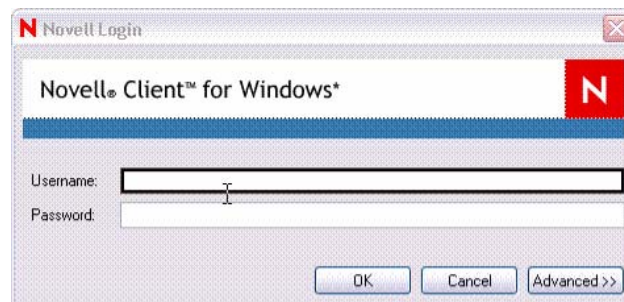 N Novell Login
Novell® Client™ for Windows*
N
Username:
Password:
OK Cancel Advanced >>